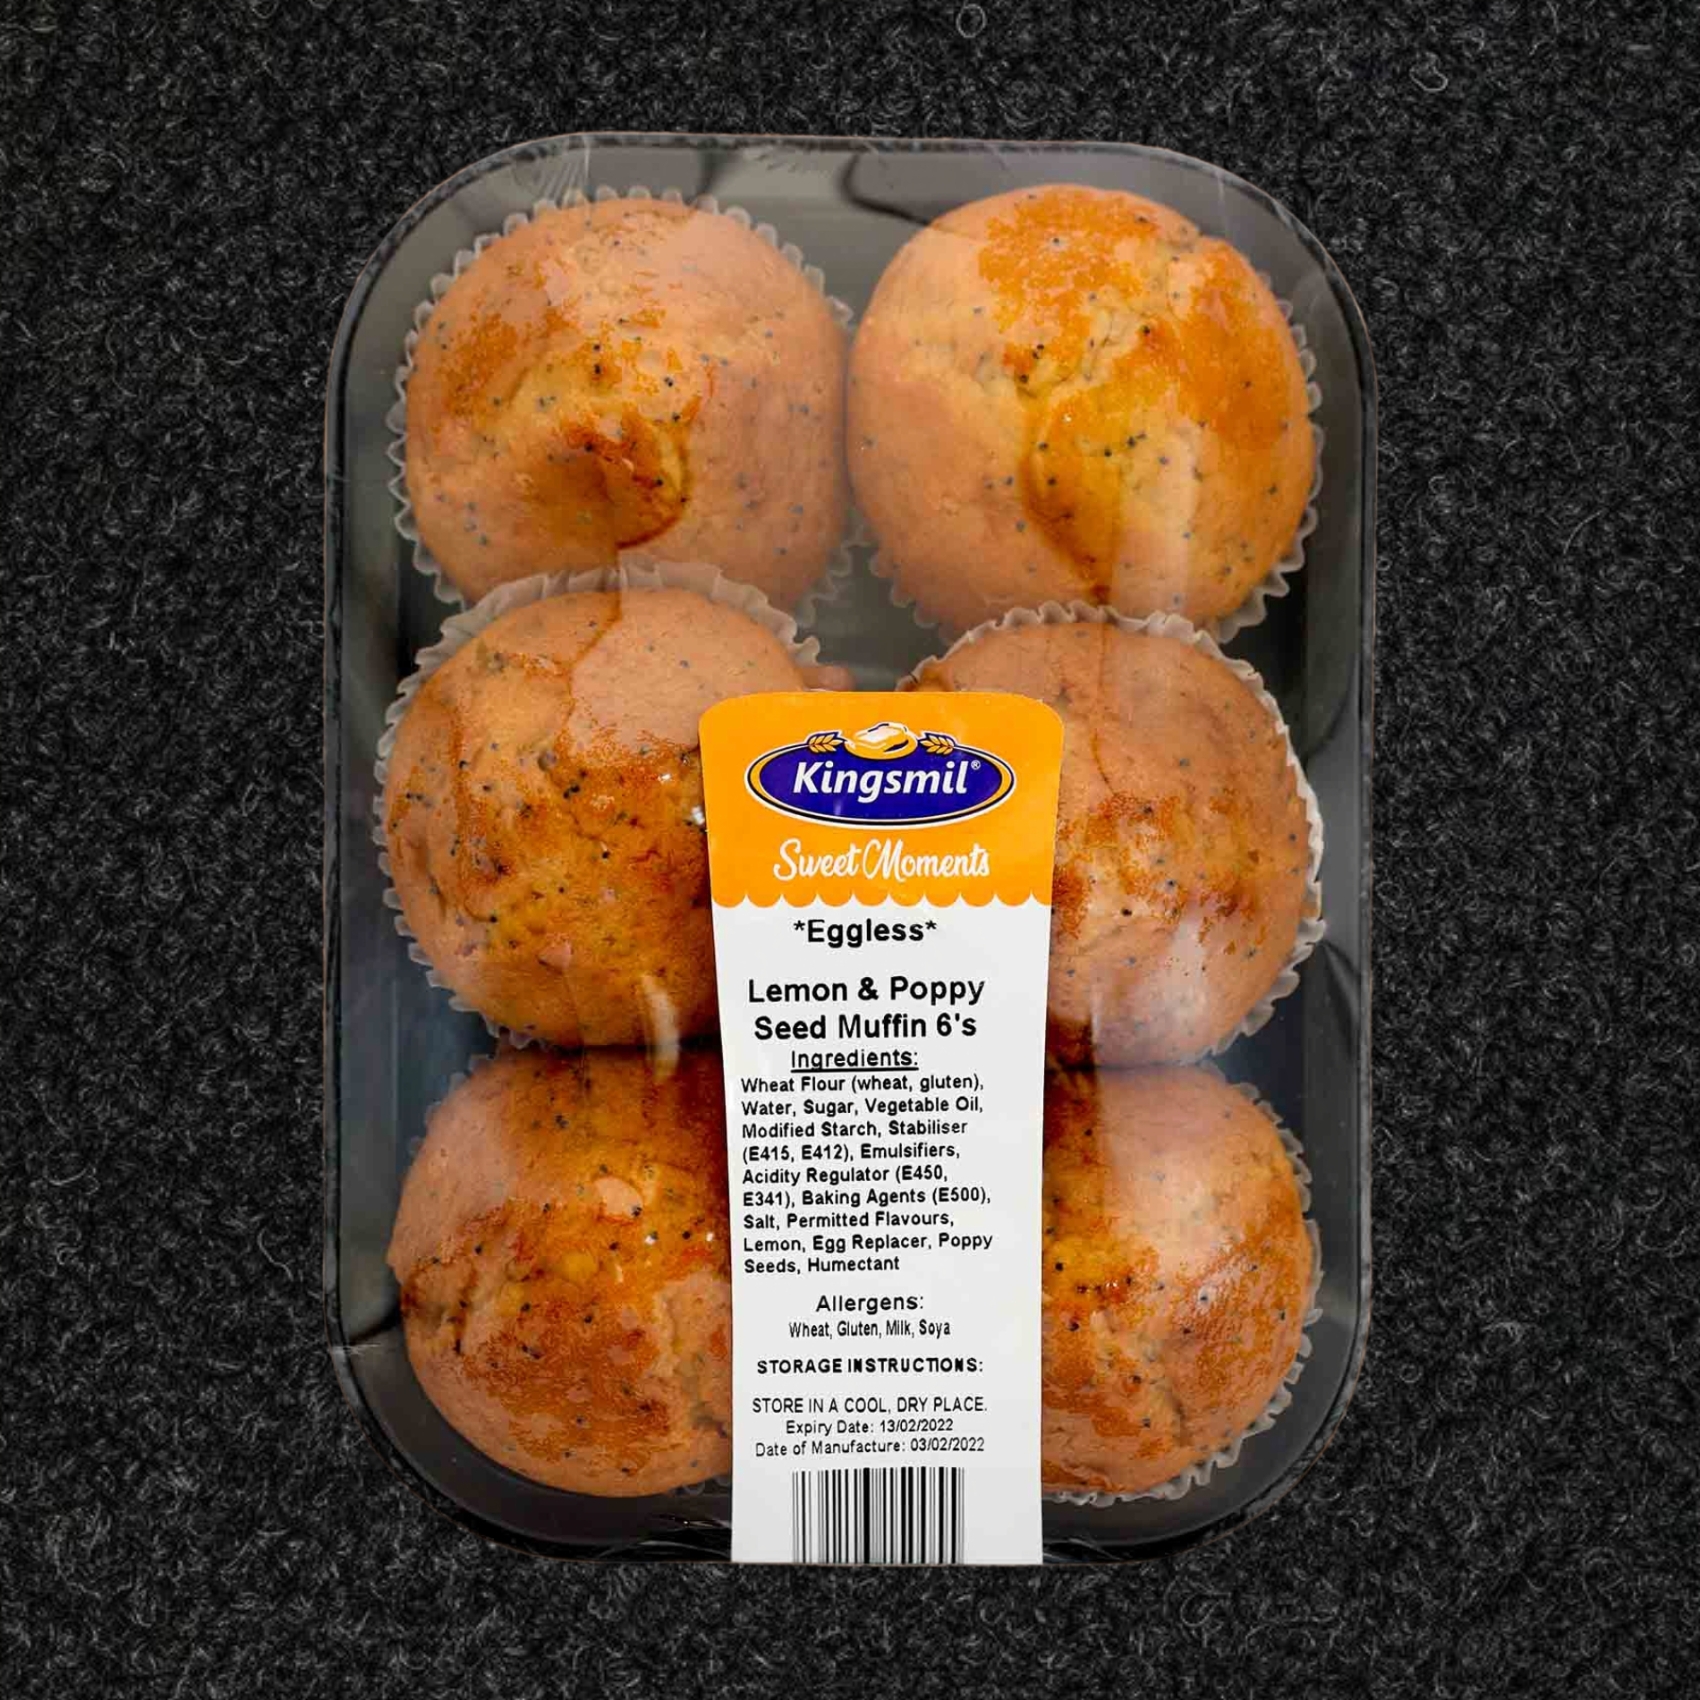 Kingsmil®
Sweet Moments
*Eggless*
Lemon & Poppy
Seed Muffin 6's
Ingredients:
Wheat Flour (wheat, gluten),
Water, Sugar, Vegetable Oil,
Modified Starch, Stabiliser
(E415, E412), Emulsifiers,
Acidity Regulator (E450,
E341), Baking Agents (E500),
Salt, Permitted Flavours,
Lemon, Egg Replacer, Poppy
Seeds, Humectant
Allergens:
Wheat, Gluten, Milk, Soya
STORAGE INSTRUCTIONS:
STORE IN A COOL, DRY PLACE.
Expiry Date: 13/02/2022
Date of Manufacture: 03/02/2022